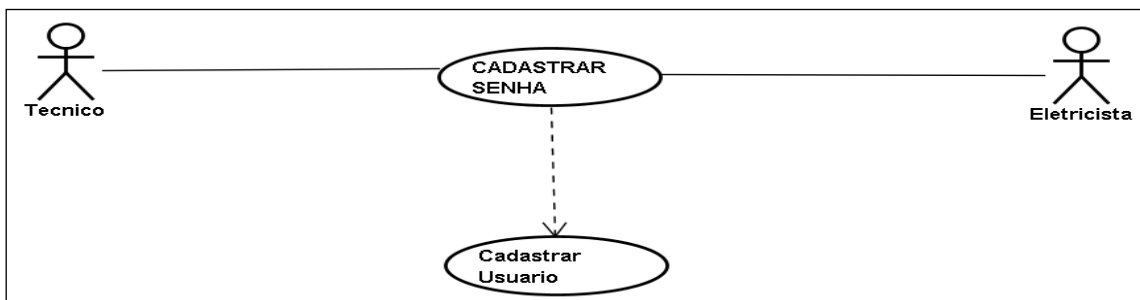 CADASTRAR
SENHA
Tecnico
Eletricista
Cadastrar
Usuario